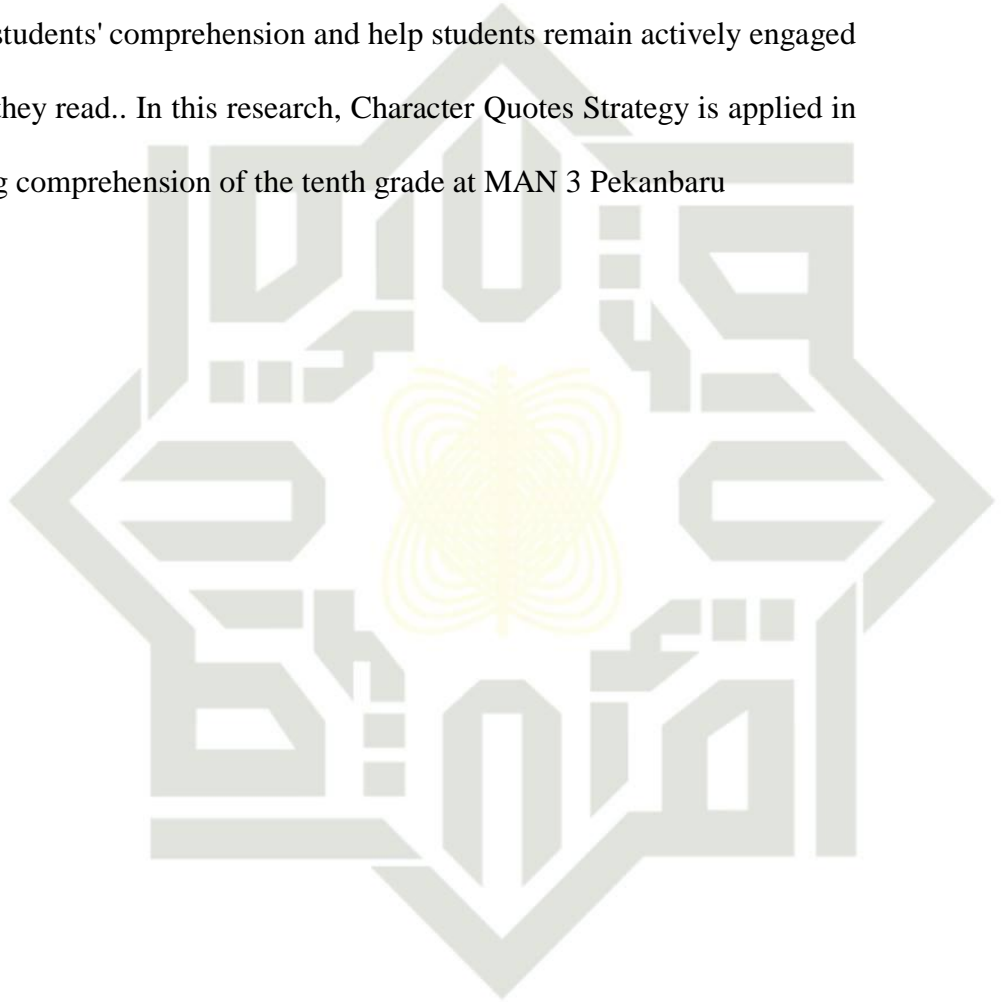 students' comprehension and help students remain actively engaged
they read.. In this research, Character Quotes Strategy is applied in
g comprehension of the tenth grade at MAN 3 Pekanbaru